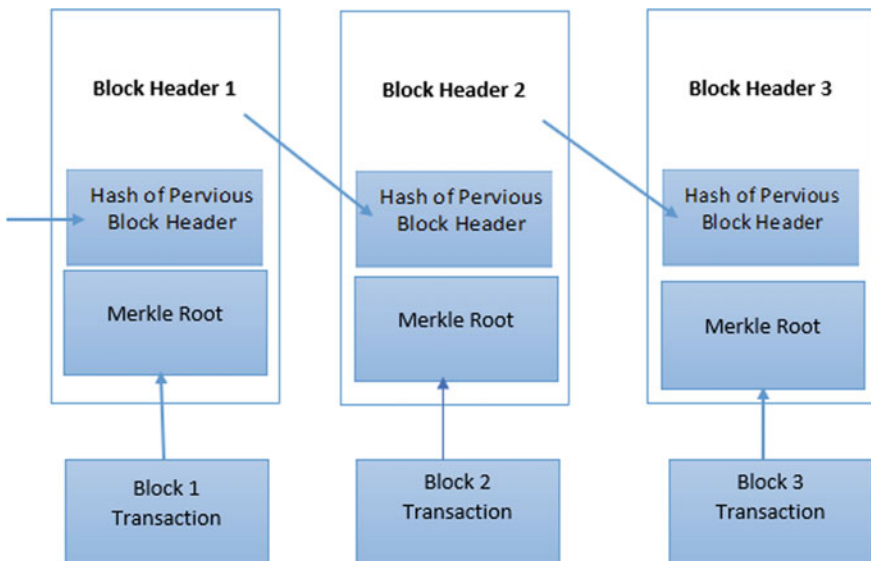 Block Header 1
Hash of Pervious
Block Header
Merkle Root
Block 1
Transaction
Block Header 2
Hash of Pervious
Block Header
Merkle Root
Block 2
Transaction
Block Header 3
Hash of Pervious
Block Header
Merkle Root
Block 3
Transaction